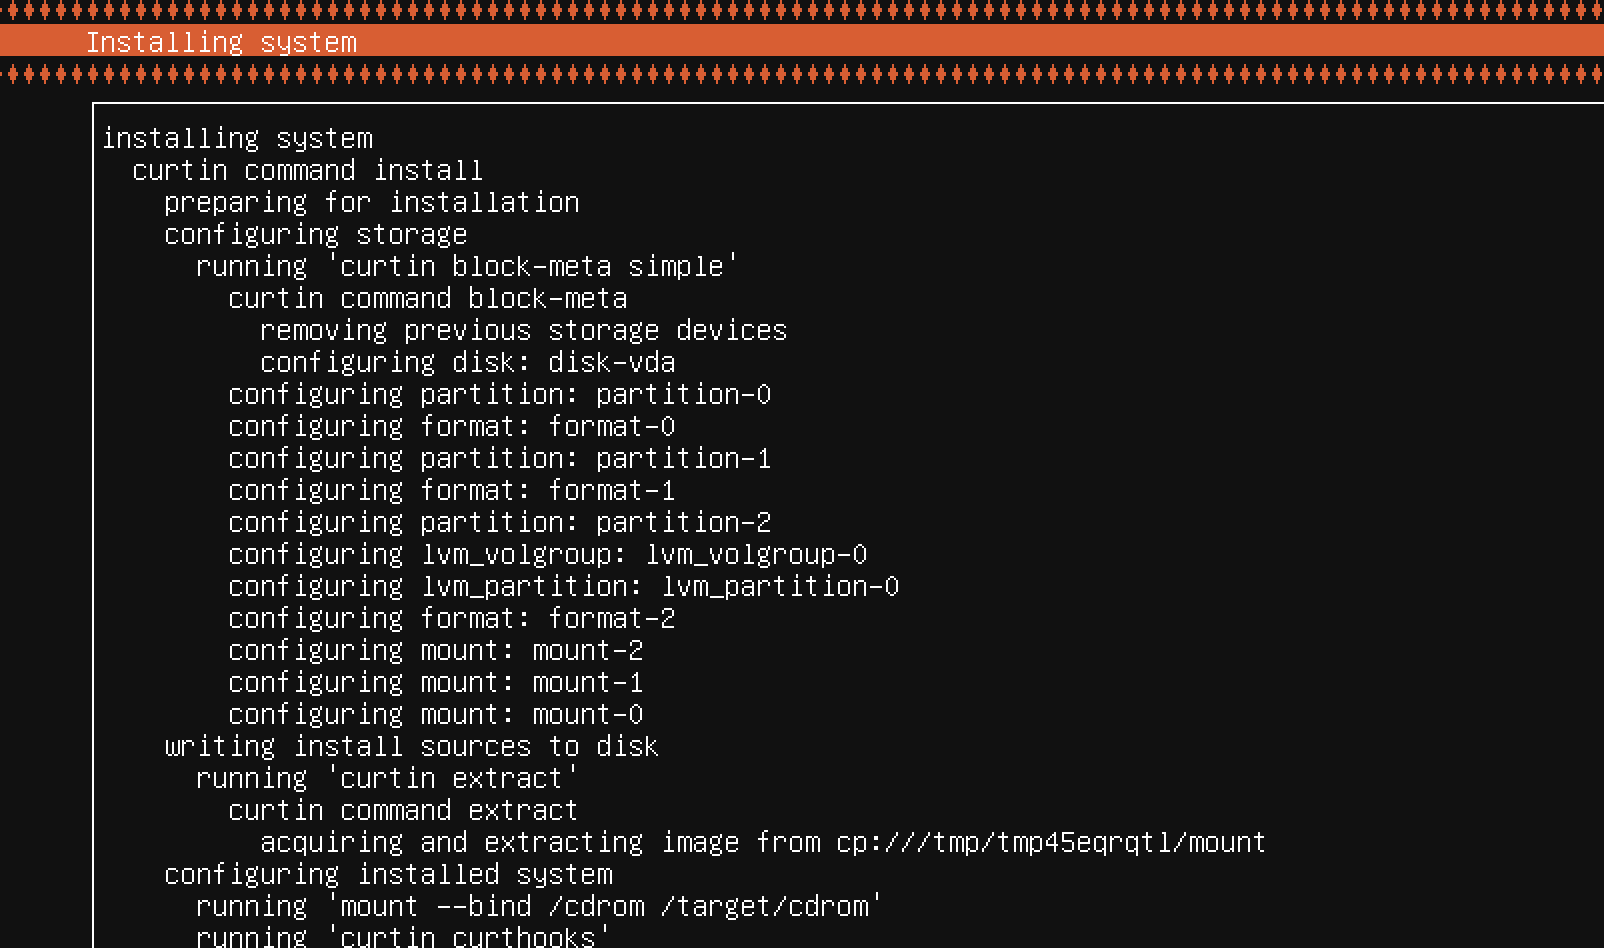 Installing system
installing system
curtin command install
preparing for installation
configuring storage
running 'curtin block-meta simple'
curtin command block-meta
removing previous storage devices
configuring disk: disk-vda
configuring partition: partition-0
configuring format: format-0
configuring partition: partition-1
configuring format: format-1
configuring partition: partition-2
configuring lvm_volgroup: lvm_volgroup-0
configuring lvm_partition: lvm_partition-0
configuring format: format-2
configuring mount: mount-2
configuring mount: mount-1
configuring mount: mount-0
writing install sources to disk
running 'curtin extract'
curtin command extract
acquiring and extracting image from cp:///tmp/tmp45eqrqtl/mount
configuring installed system
running 'mount --bind /cdrom /target/cdrom'
running 'curtin curthooks'